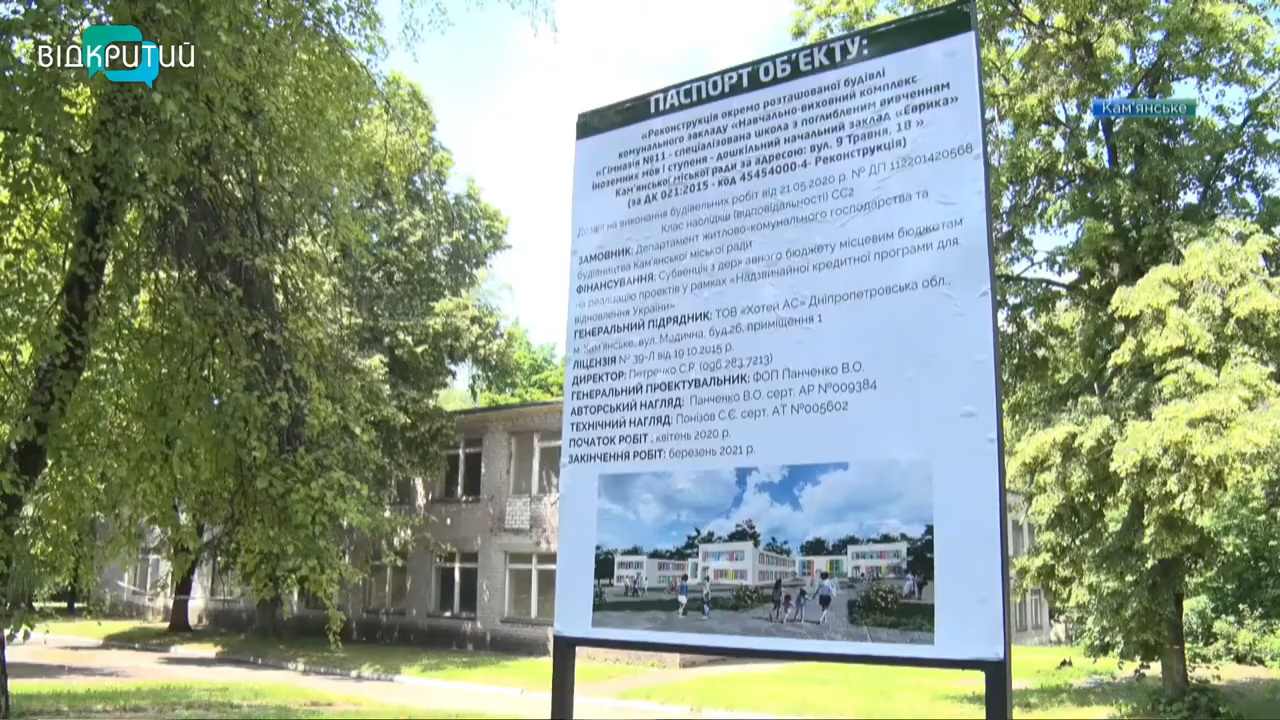 ВІДКРИТИЙ
Кам'янське
ПАСПОРТ ОБ'ЄКТУ:
«Реконструкція окремо розташованої будівлі
комунального закладу «Навчально-виховний комплекс
«Гімназія №11 - спеціалізована школа з поглибленим вивченням
іноземних мов І ступеня - дошкільний начальний заклад «Еврика»
Кам'янської міської ради за адресою: вул. 9 Травня, 18 »
(за ДК 021:2015 - код 45454000-4- Реконструкція)
Дозвіл на виконання будівельних робіт від 21.05.2020 р. № ДП 112201420568
Клас наслідків (відповідальності) СС2
ЗАМОВНИК: Департамент житлово-комунального господарства та
будівництва Кам'янської міської ради
ФІНАНСУВАННЯ: Субвенція з державного бюджету місцевим бюджетам
на реалізацію проектів у рамках «Надзвичайної кредитної програми для
відновлення України»
ГЕНЕРАЛЬНИЙ ПІДРЯДНИК: ТОВ «Хотей АС» Дніпропетровська обл.,
м. Кам'янське, вул. Медична, буд.26, приміщення 1
ЛІЦЕНЗІЯ № 39-Л від 19.10.2015 р.
ДИРЕКТОР: Петречко С.Р. (096 283 7213)
ГЕНЕРАЛЬНИЙ ПРОЕКТУВАЛЬНИК: ФОП Панченко В.О.
АВТОРСЬКИЙ НАГЛЯД: Панченко В.О. серт. АР №009384
ТЕХНІЧНИЙ НАГЛЯД: Понізов С.Є. серт. АТ №005602
ПОЧАТОК РОБІТ : квітень 2020 р.
ЗАКІНЧЕННЯ РОБІТ: березень 2021 р.